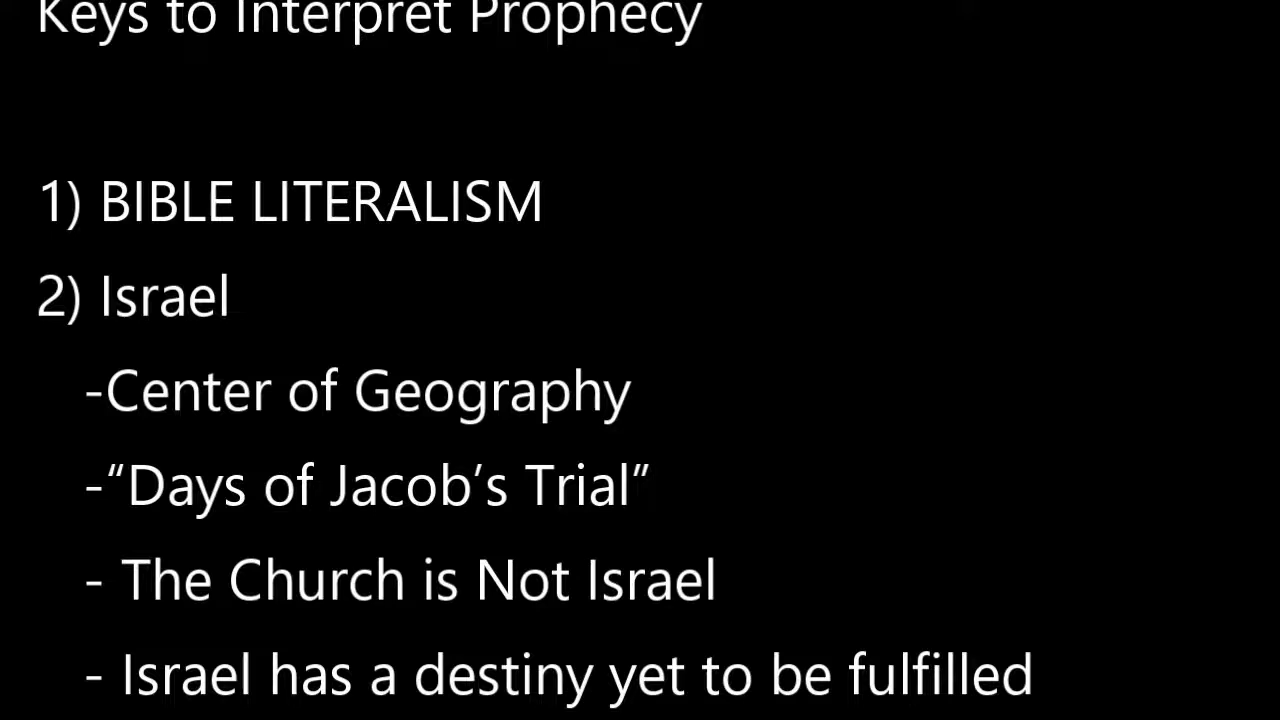 Keys to Interpret Prophecy
1) BIBLE LITERALISM
2) Israel
-Center of Geography
-“Days of Jacob’s Trial”
- The Church is Not Israel
- Israel has a destiny yet to be fulfilled